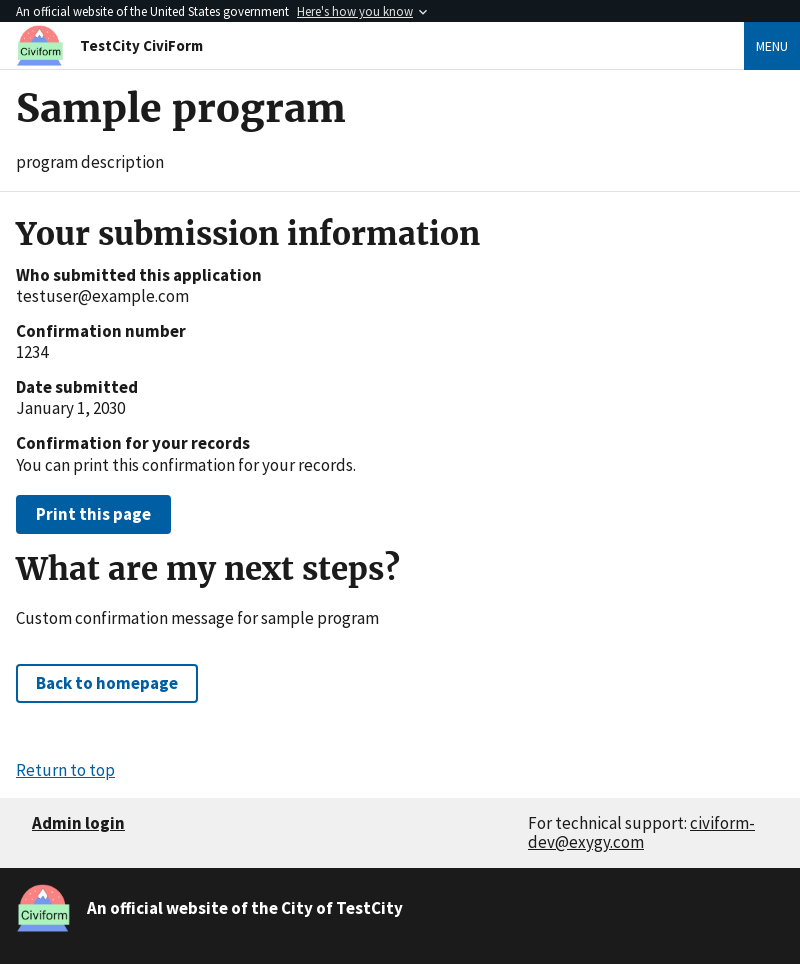 An official website of the United States government Here's how you know
Civiform
TestCity CiviForm
MENU
Sample program
program description
Your submission information
Who submitted this application
testuser@example.com
Confirmation number
1234
Date submitted
January 1, 2030
Confirmation for your records
You can print this confirmation for your records.
Print this page
What are my next steps?
Custom confirmation message for sample program
Back to homepage
Return to top
Admin login
For technical support: civiform-
dev@exygy.com
Civiform
An official website of the City of TestCity